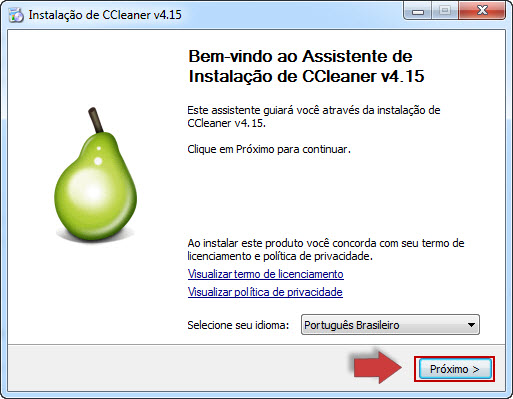 Instalação de CCleaner v4.15
Bem-vindo ao Assistente de
Instalação de CCleaner v4.15
Este assistente guiará você através da instalação de
CCleaner v4.15.
Clique em Próximo para continuar.
Ao instalar este produto você concorda com seu termo de
licenciamento e política de privacidade.
Visualizar termo de licenciamento
Visualizar política de privacidade
Selecione seu idioma: Português Brasileiro
Próximo >